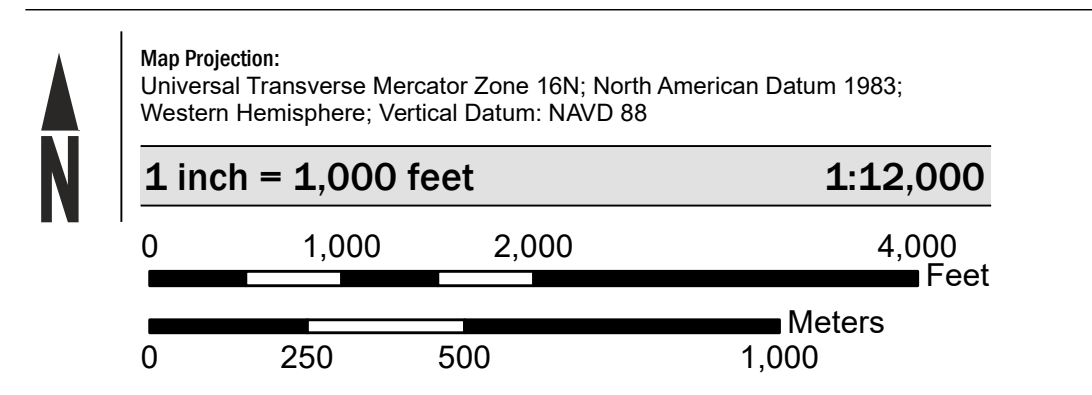 N
Map Projection:
Universal Transverse Mercator Zone 16N; North American Datum 1983;
Western Hemisphere; Vertical Datum: NAVD 88
1 inch = 1,000 feet 1:12,000
0 1,000 2,000 4,000
Feet
Meters
0 250 500 1,000